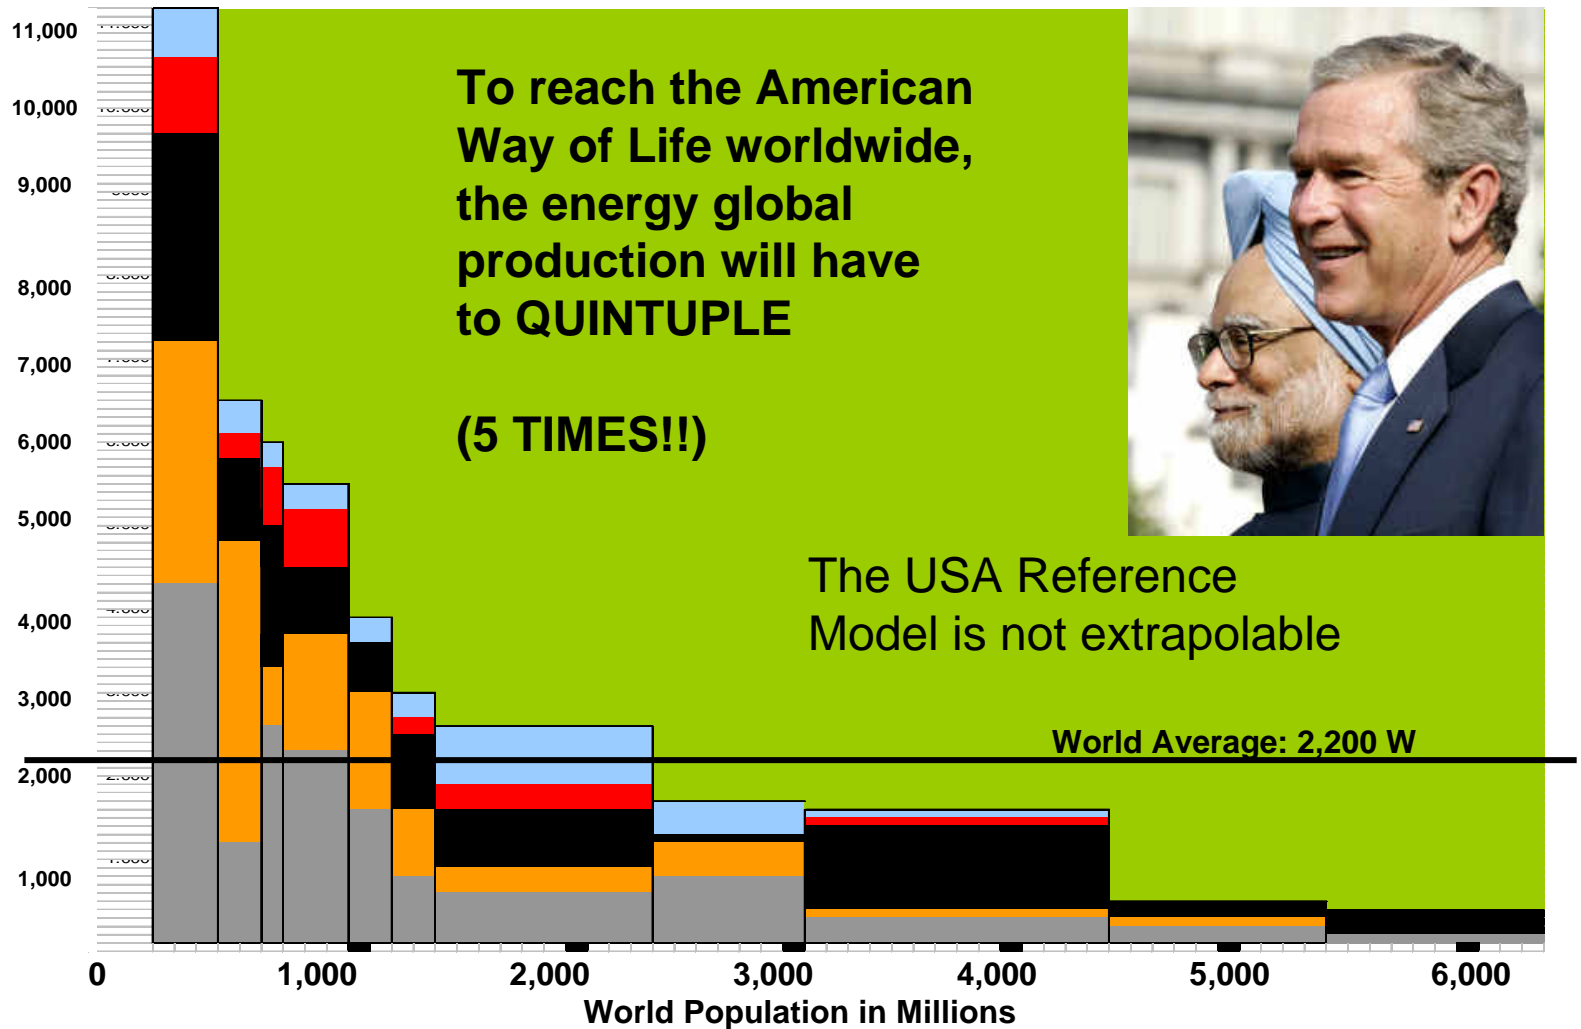 11,000
10,000
9,000
8,000
7,000
6,000
5,000
4,000
3,000
2,000
1,000
To reach the American
Way of Life worldwide,
the energy global
production will have
to QUINTUPLE
(5 TIMES!!)
The USA Reference
Model is not extrapolable
World Average: 2,200 W
0 1,000 2,000 3,000 4,000 5,000 6,000
World Population in Millions